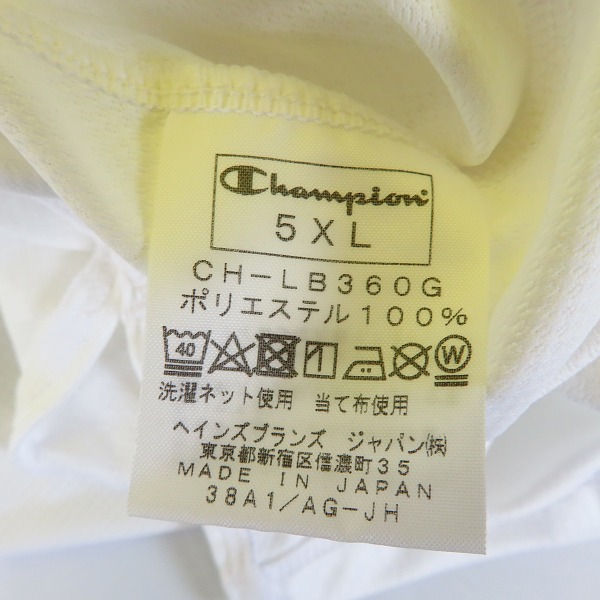 Champion
5XL
CH-LB360G
ポリエステル100%
40 W
洗濯ネット使用 当て布使用
ヘインズブランズ ジャパン㈱
東京都新宿区信濃町35
MADE IN JAPAN
38A1/AG-JH